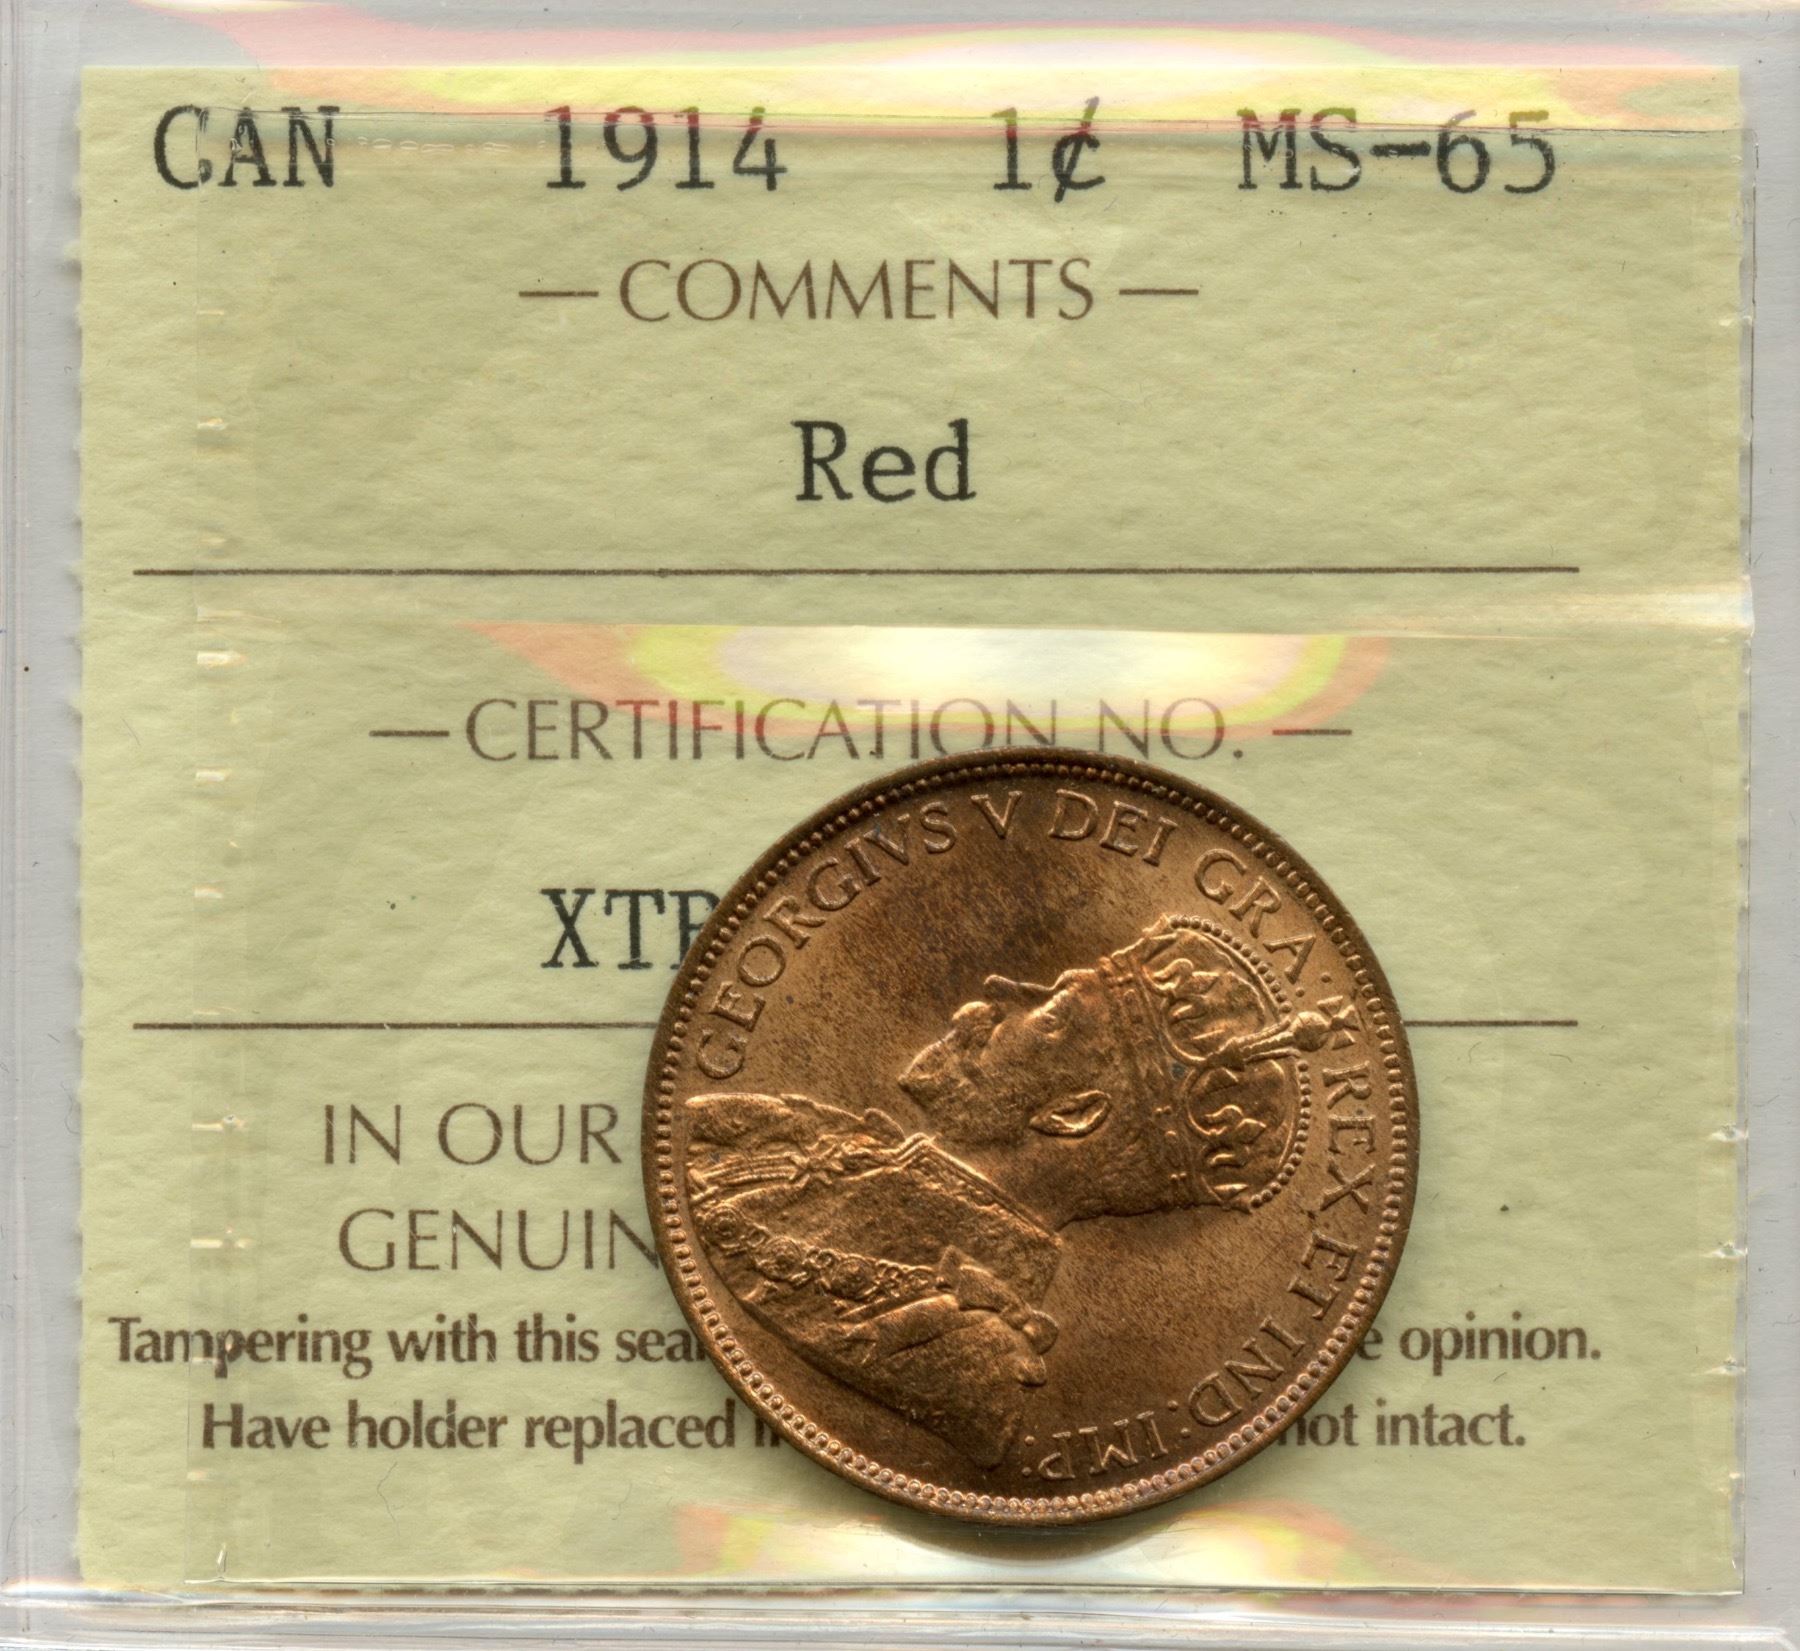 CAN 1914 1¢ MS-65
— COMMENTS —
Red
— CERTIFICATION NO. —
XT
IN OUR
GENUIN
Tampering with this seal opinion.
Have holder replaced not intact.
GEORGIVS V DEI GRA: REX ET IND: IMP: